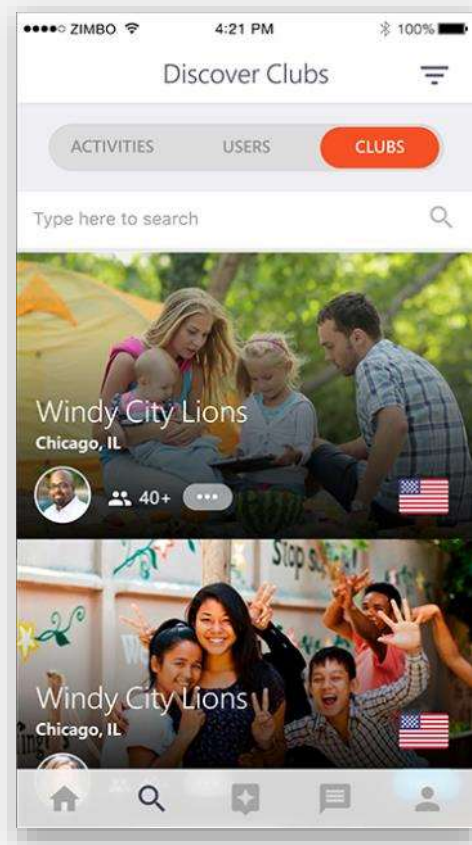 ZIMBO 4:21 PM 100%
Discover Clubs
ACTIVITIES USERS CLUBS
Type here to search
Windy City Lions
Chicago, IL
40+
Stop
Windy City Lions
Chicago, IL